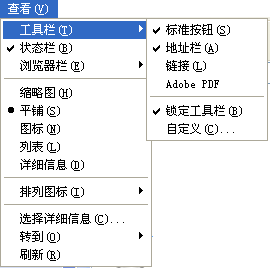 查看(V)
工具栏(T)
状态栏(B)
浏览器栏(E)
缩略图(H)
平铺(S)
图标(N)
列表(L)
详细信息(D)
排列图标(I)
选择详细信息(C)...
转到(O)
刷新(R)
标准按钮(S)
地址栏(A)
链接(L)
Adobe PDF
锁定工具栏(B)
自定义(C)...